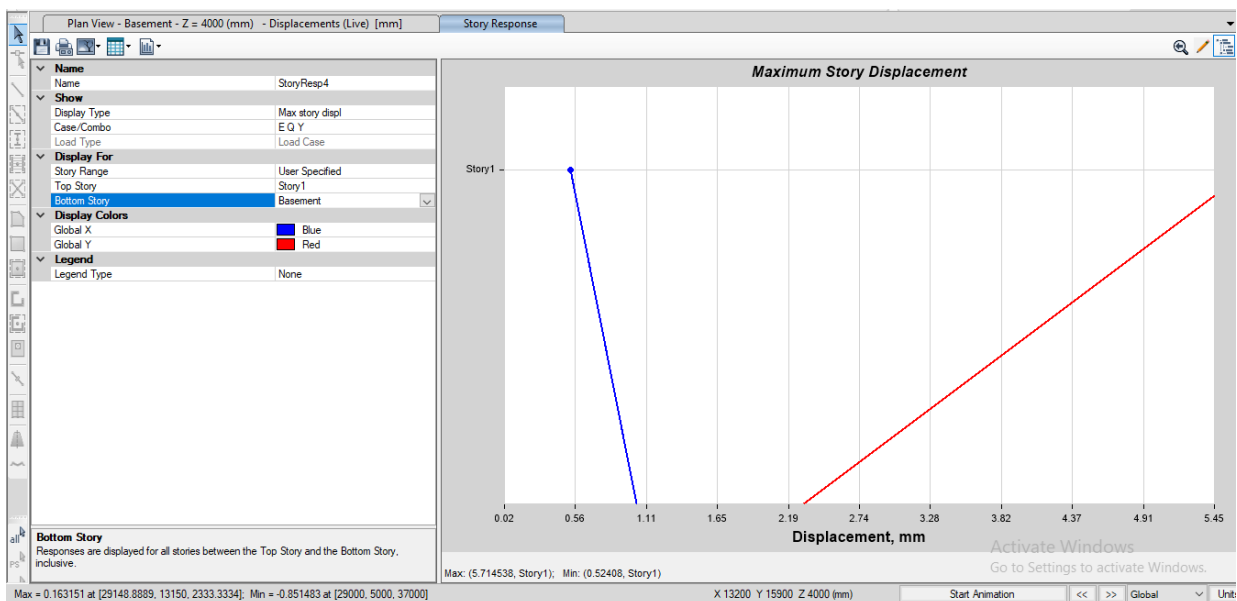 Plan View - Basement - Z = 4000 (mm) - Displacements (Live) [mm]
Story Response
Name
Name StoryResp4
Show
Display Type Max story displ
Case/Combo E Q Y
Load Type Load Case
Display For
Story Range User Specified
Top Story Story1
Bottom Story Basement
Display Colors
Global X Blue
Global Y Red
Legend
Legend Type None
Bottom Story
Responses are displayed for all stories between the Top Story and the Bottom Story,
inclusive.
Maximum Story Displacement
Story1
0.02 0.56 1.11 1.65 2.19 2.74 3.28 3.82 4.37 4.91 5.45
Displacement, mm
Max: (5.714538, Story1); Min: (0.52408, Story1)
Activate Windows
Go to Settings to activate Windows.
all
PS
Max = 0.163151 at [29148.8889, 13150, 2333.3334]; Min = -0.851483 at [29000, 5000, 37000]
X 13200 Y 15900 Z 4000 (mm)
Start Animation
<< >>
Global
Units